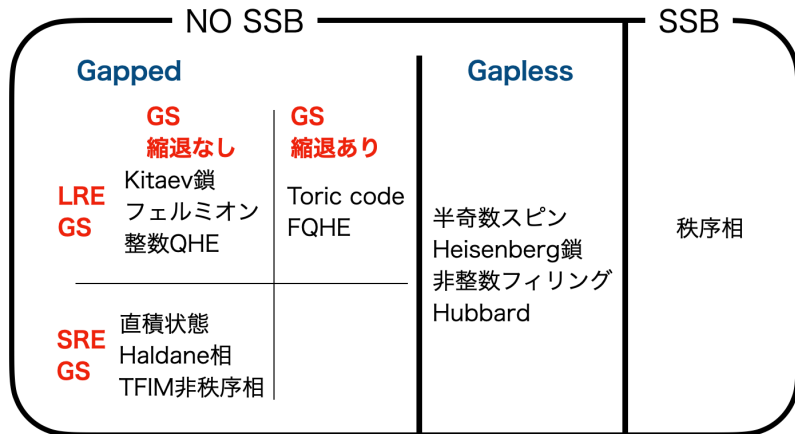 NO SSB
SSB
Gapped
Gapless
GS
縮退なし
GS
縮退あり
LRE
GS
Kitaev鎖
フェルミオン
整数QHE
Toric code
FQHE
半奇数スピン
Heisenberg鎖
非整数フィリング
Hubbard
秩序相
SRE
GS
直積状態
Haldane相
TFIM非秩序相